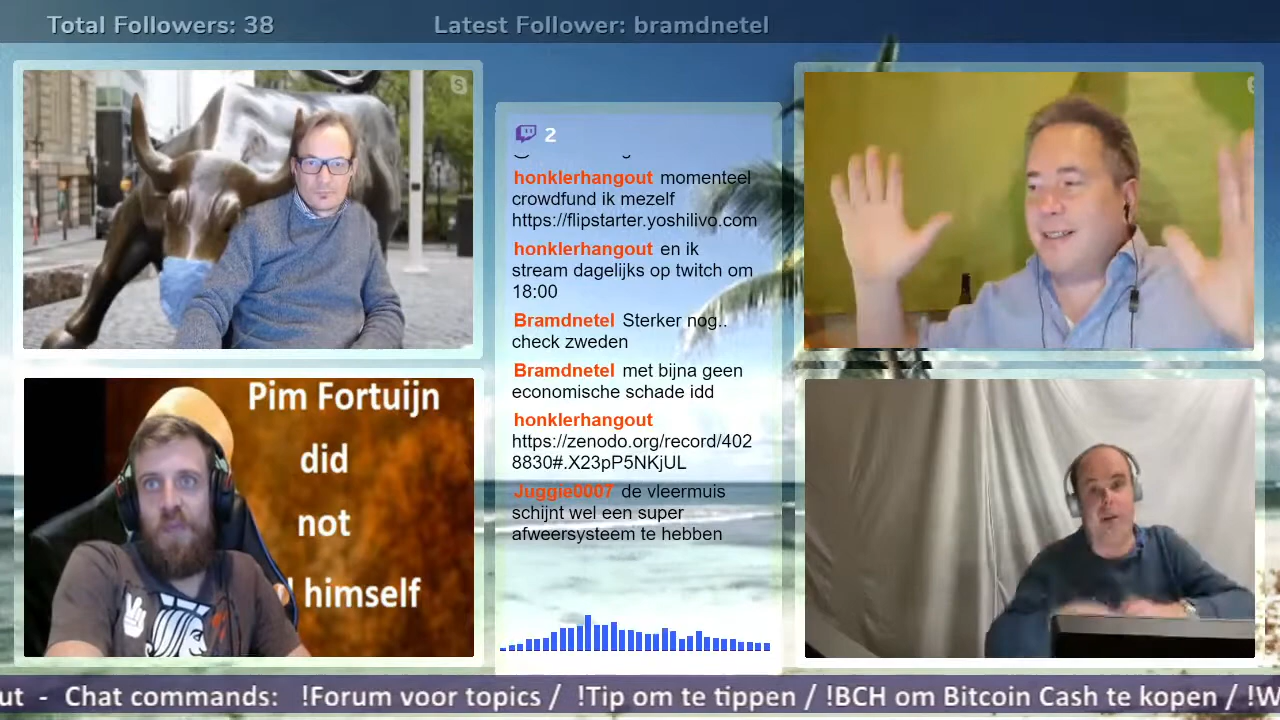 Total Followers: 38
Latest Follower: bramdnetel
2
honklerhangout momenteel
crowdfund ik mezelf
https://flipstarter.yoshilivo.com
honklerhangout en ik
stream dagelijks op twitch om
18:00
Bramdnetel Sterker nog..
check zweden
Bramdnetel met bijna geen
economische schade idd
honklerhangout
https://zenodo.org/record/402
8830#.X23pP5NKjUL
Juggie0007 de vleermuis
schijnt wel een super
afweersysteem te hebben
Pim Fortuijn
did
not
himself
ut - Chat commands: !Forum voor topics / !Tip om te tippen / !BCH om Bitcoin Cash te kopen / !W